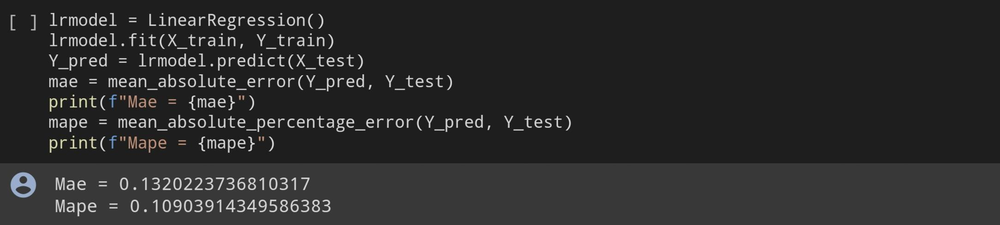 [ ] lrmodel = LinearRegression()
lrmodel.fit(X_train, Y_train)
Y_pred = lrmodel.predict(X_test)
mae = mean_absolute_error(Y_pred, Y_test)
print(f"Mae = {mae}")
mape = mean_absolute_percentage_error(Y_pred, Y_test)
print(f"Mape = {mape}")
Mae = 0.1320223736810317
Mape = 0.10903914349586383